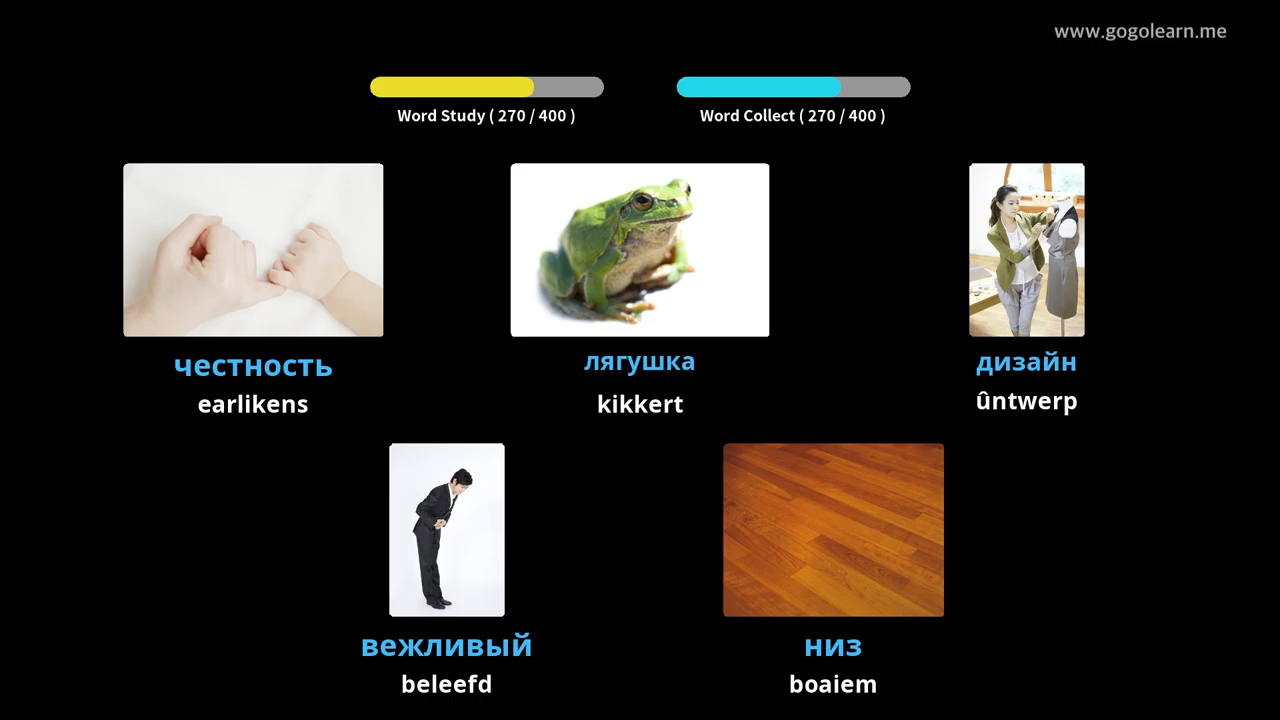 www.gogolearn.me
Word Study ( 270 / 400 )
Word Collect ( 270 / 400 )
честность
earlikens
лягушка
kikkert
дизайн
ûntwerp
вежливый
beleefd
низ
boaiem